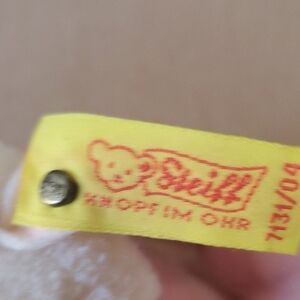 Steiff
KNOPF IM OHR
7131/04